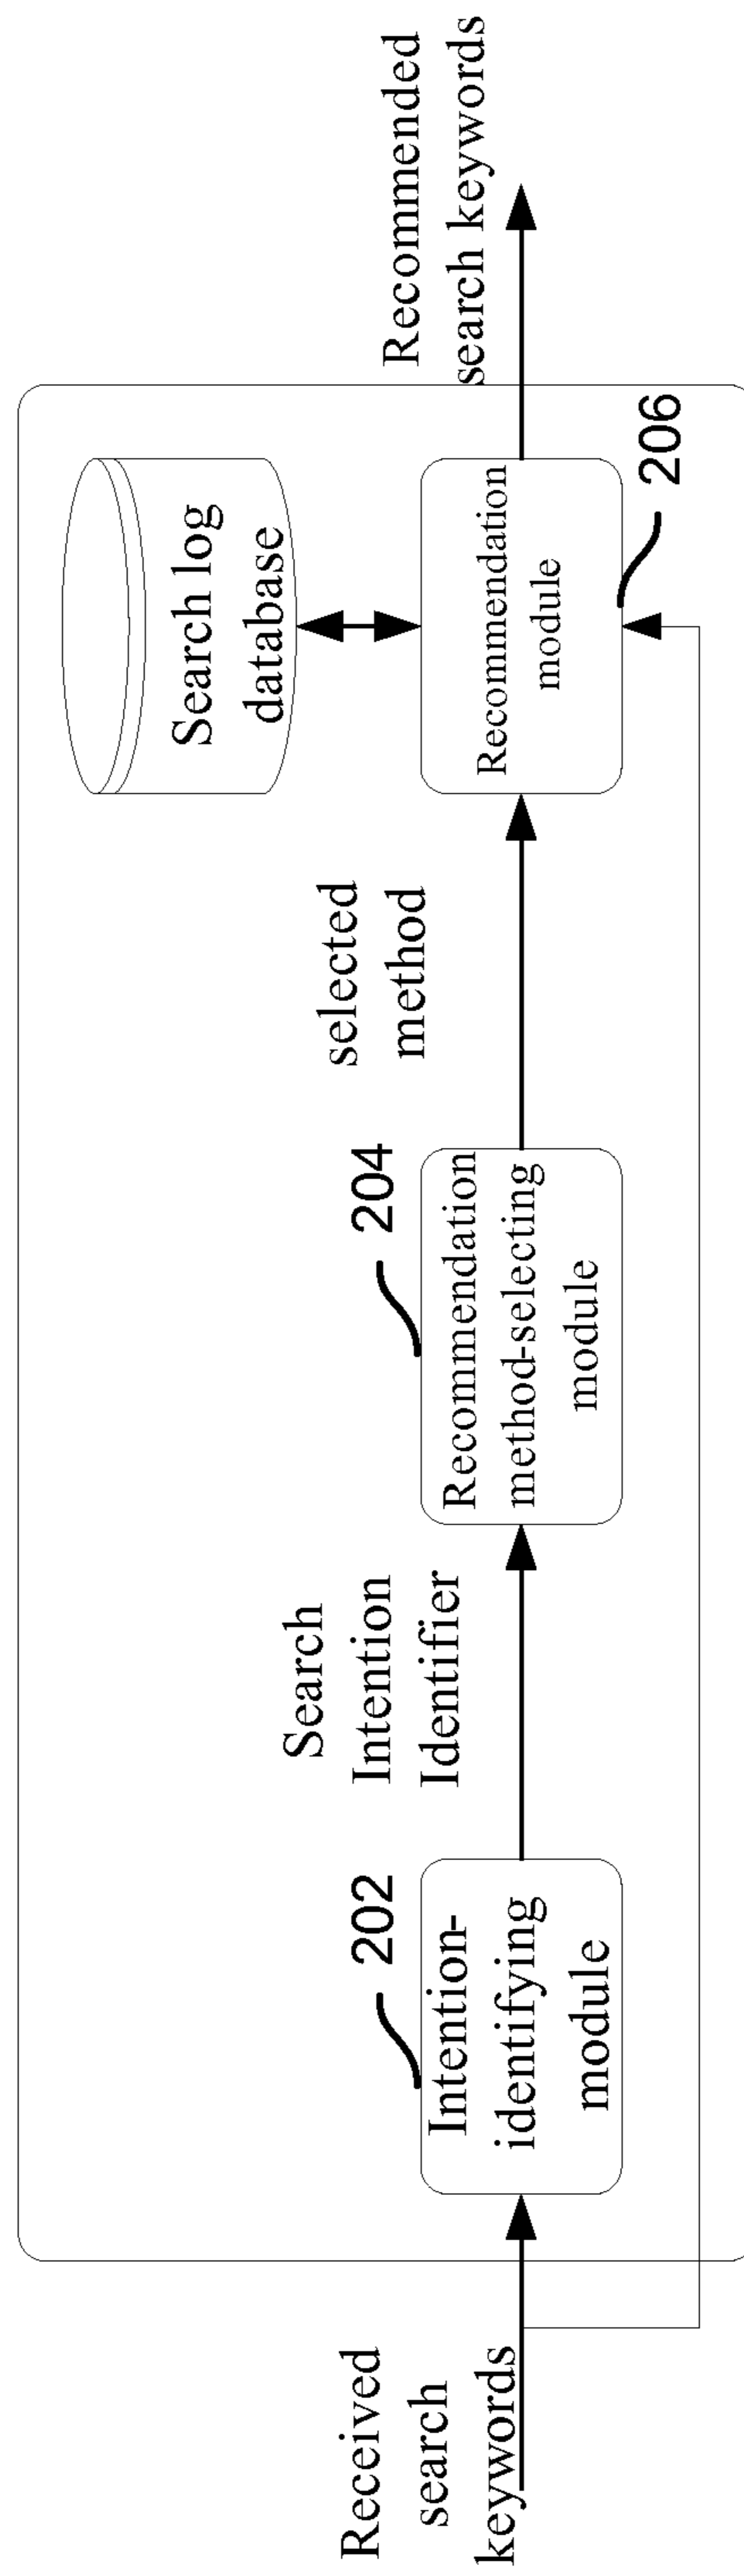 Received
search
keywords
202
Intention-
identifying
module
Search
Intention
Identifier
204
Recommendation
method-selecting
module
selected
method
Search log
database
Recommendation
module
206
Recommended
search keywords